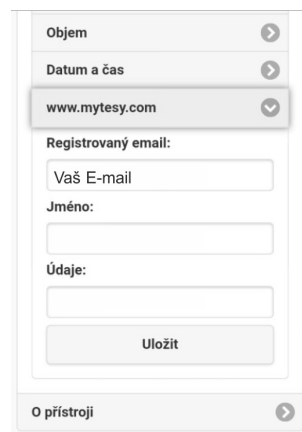 Objem
Datum a čas
www.mytesy.com
Registrovaný email:
Vaš E-mail
Jméno:
Údaje:
Uložit
O přístroji